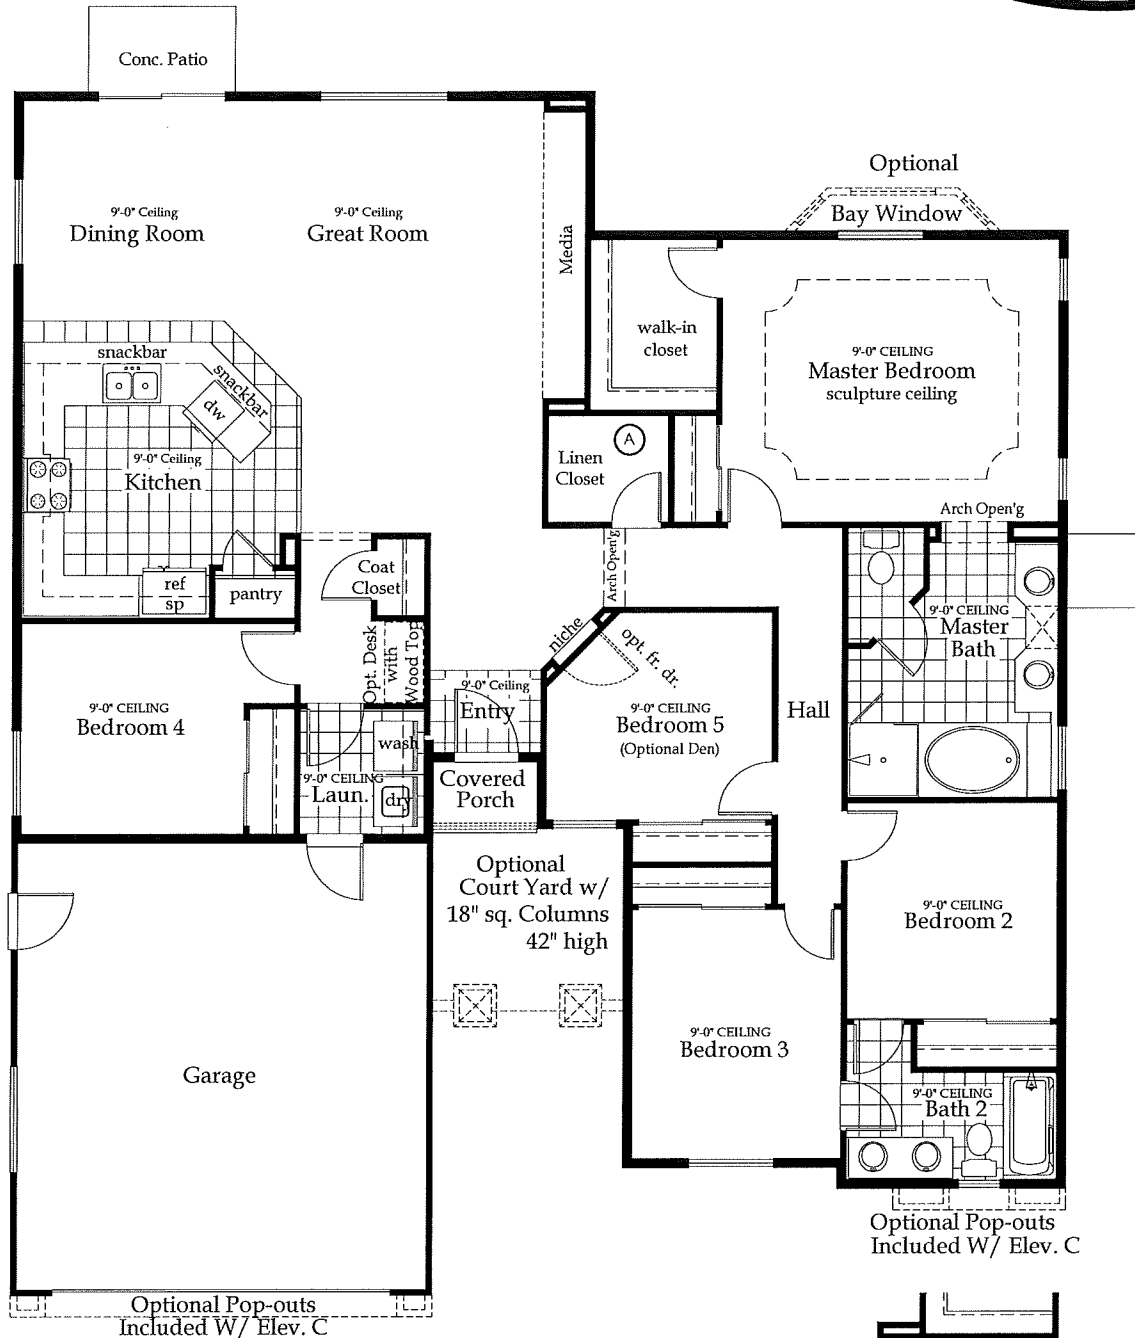 Conc. Patio
Optional
Bay Window
9'-0" Ceiling
Dining Room
9'-0" Ceiling
Great Room
Media
walk-in
closet
9'-0" CEILING
Master Bedroom
sculpture ceiling
snackbar
snackbar
dw
9'-0" Ceiling
Kitchen
A
Linen
Closet
Arch Open'g
Arch Open'g
Coat
Closet
ref
sp
pantry
niche
opt. fr. dr.
9'-0" CEILING
Master
Bath
Opt. Desk
with
Wood Top
9'-0" Ceiling
Entry
9'-0" CEILING
Bedroom 4
9'-0" CEILING
Bedroom 5
(Optional Den)
Hall
wash
9'-0" CEILING
Laun.
dry
Covered
Porch
Optional
Court Yard w/
18" sq. Columns
42" high
9'-0" CEILING
Bedroom 2
9'-0" CEILING
Bedroom 3
Garage
9'-0" CEILING
Bath 2
Optional Pop-outs
Included W/ Elev. C
Optional Pop-outs
Included W/ Elev. C